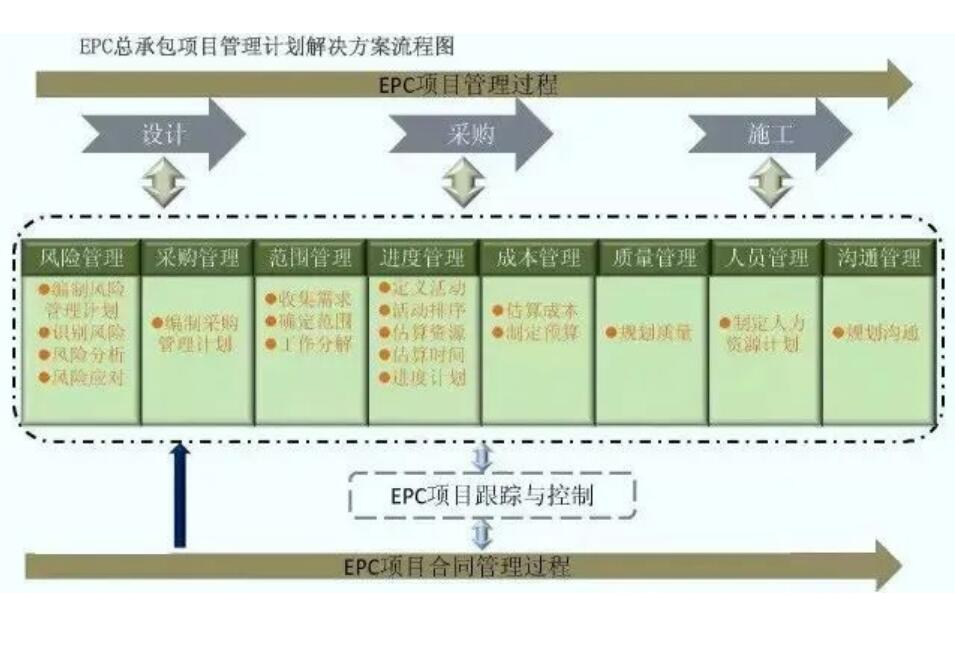 EPC总承包项目管理计划解决方案流程图
EPC项目管理过程
设计
采购
施工
风险管理
采购管理
范围管理
进度管理
成本管理
质量管理
人员管理
沟通管理
●编制风险
管理计划
●识别风险
●风险分析
●风险应对
●编制采购
管理计划
●收集需求
●确定范围
●工作分解
●定义活动
●活动排序
●估算资源
●估算时间
●进度计划
●估算成本
●制定预算
●规划质量
●制定人力
资源计划
●规划沟通
EPC项目跟踪与控制
EPC项目合同管理过程